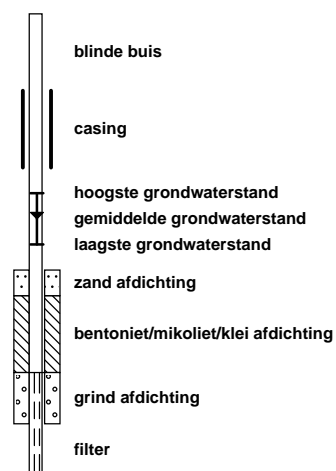 blinde buis
casing
hoogste grondwaterstand
gemiddelde grondwaterstand
laagste grondwaterstand
zand afdichting
bentoniet/mikoliet/klei afdichting
grind afdichting
filter